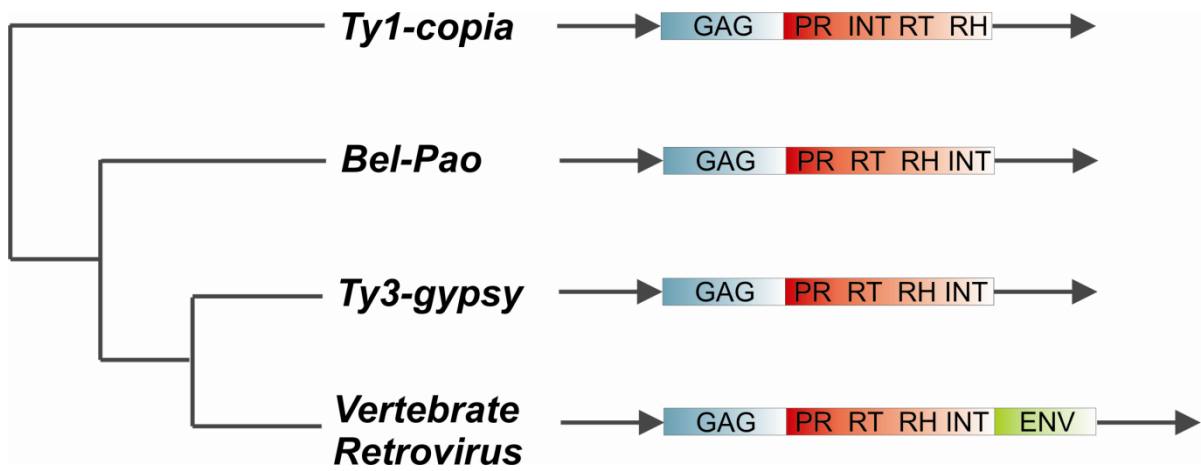 Ty1-copia GAG PR INT RT RH
Bel-Pao GAG PR RT RH INT
Ty3-gypsy GAG PR RT RH INT
Vertebrate
Retrovirus GAG PR RT RH INT ENV